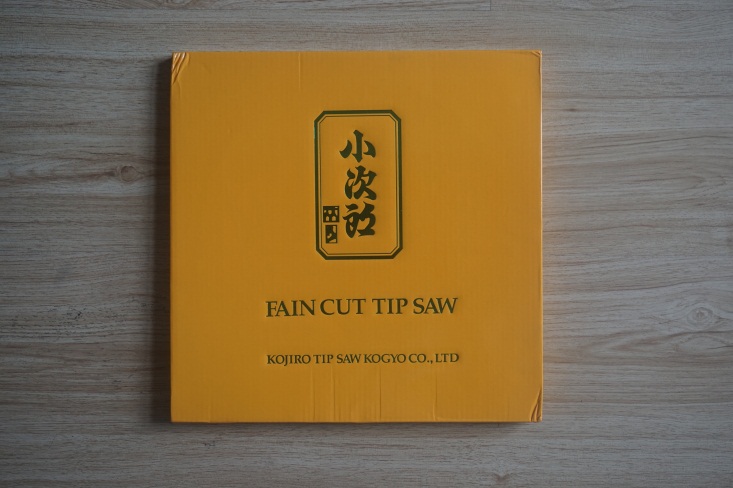 小次郎
FAIN CUT TIP SAW
KOJIRO TIP SAW KOGYO CO., LTD